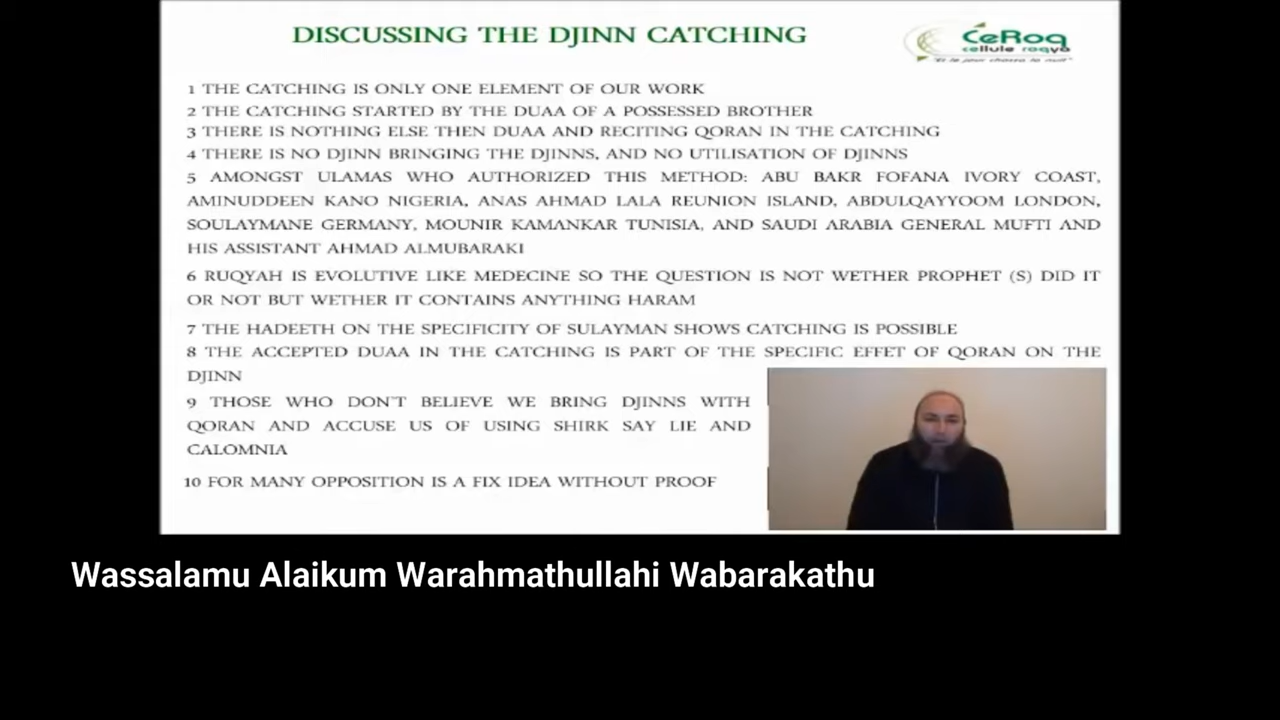 DISCUSSING THE DJINN CATCHING
CeRoq
cellule roqya
"Et le jour chassa la nuit"
1 THE CATCHING IS ONLY ONE ELEMENT OF OUR WORK
2 THE CATCHING STARTED BY THE DUAA OF A POSSESSED BROTHER
3 THERE IS NOTHING ELSE THEN DUAA AND RECITING QORAN IN THE CATCHING
4 THERE IS NO DJINN BRINGING THE DJINNS, AND NO UTILISATION OF DJINNS
5 AMONGST ULAMAS WHO AUTHORIZED THIS METHOD: ABU BAKR FOFANA IVORY COAST,
AMINUDDEEN KANO NIGERIA, ANAS AHMAD LALA REUNION ISLAND, ABDULQAYYOOM LONDON,
SOULAYMANE GERMANY, MOUNIR KAMANKAR TUNISIA, AND SAUDI ARABIA GENERAL MUFTI AND
HIS ASSISTANT AHMAD ALMUBARAKI
6 RUQYAH IS EVOLUTIVE LIKE MEDECINE SO THE QUESTION IS NOT WETHER PROPHET (S) DID IT
OR NOT BUT WETHER IT CONTAINS ANYTHING HARAM
7 THE HADEETH ON THE SPECIFICITY OF SULAYMAN SHOWS CATCHING IS POSSIBLE
8 THE ACCEPTED DUAA IN THE CATCHING IS PART OF THE SPECIFIC EFFET OF QORAN ON THE
DJINN
9 THOSE WHO DON'T BELIEVE WE BRING DJINNS WITH
QORAN AND ACCUSE US OF USING SHIRK SAY LIE AND
CALOMNIA
10 FOR MANY OPPOSITION IS A FIX IDEA WITHOUT PROOF
Wassalamu Alaikum Warahmathullahi Wabarakathu